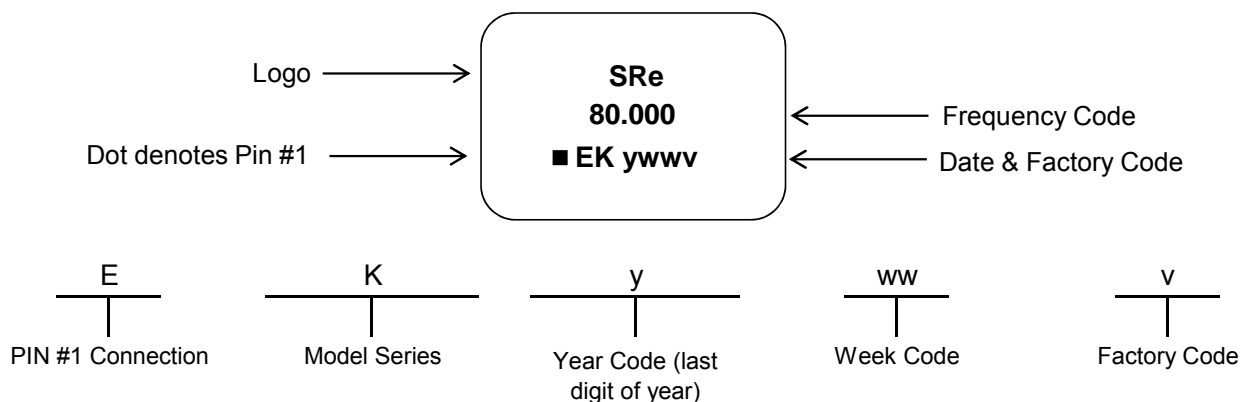 Logo
SRe
80.000
Frequency Code
Dot denotes Pin #1
■ EK ywwv
Date & Factory Code
E
K
y
ww
v
PIN #1 Connection
Model Series
Year Code (last
digit of year)
Week Code
Factory Code